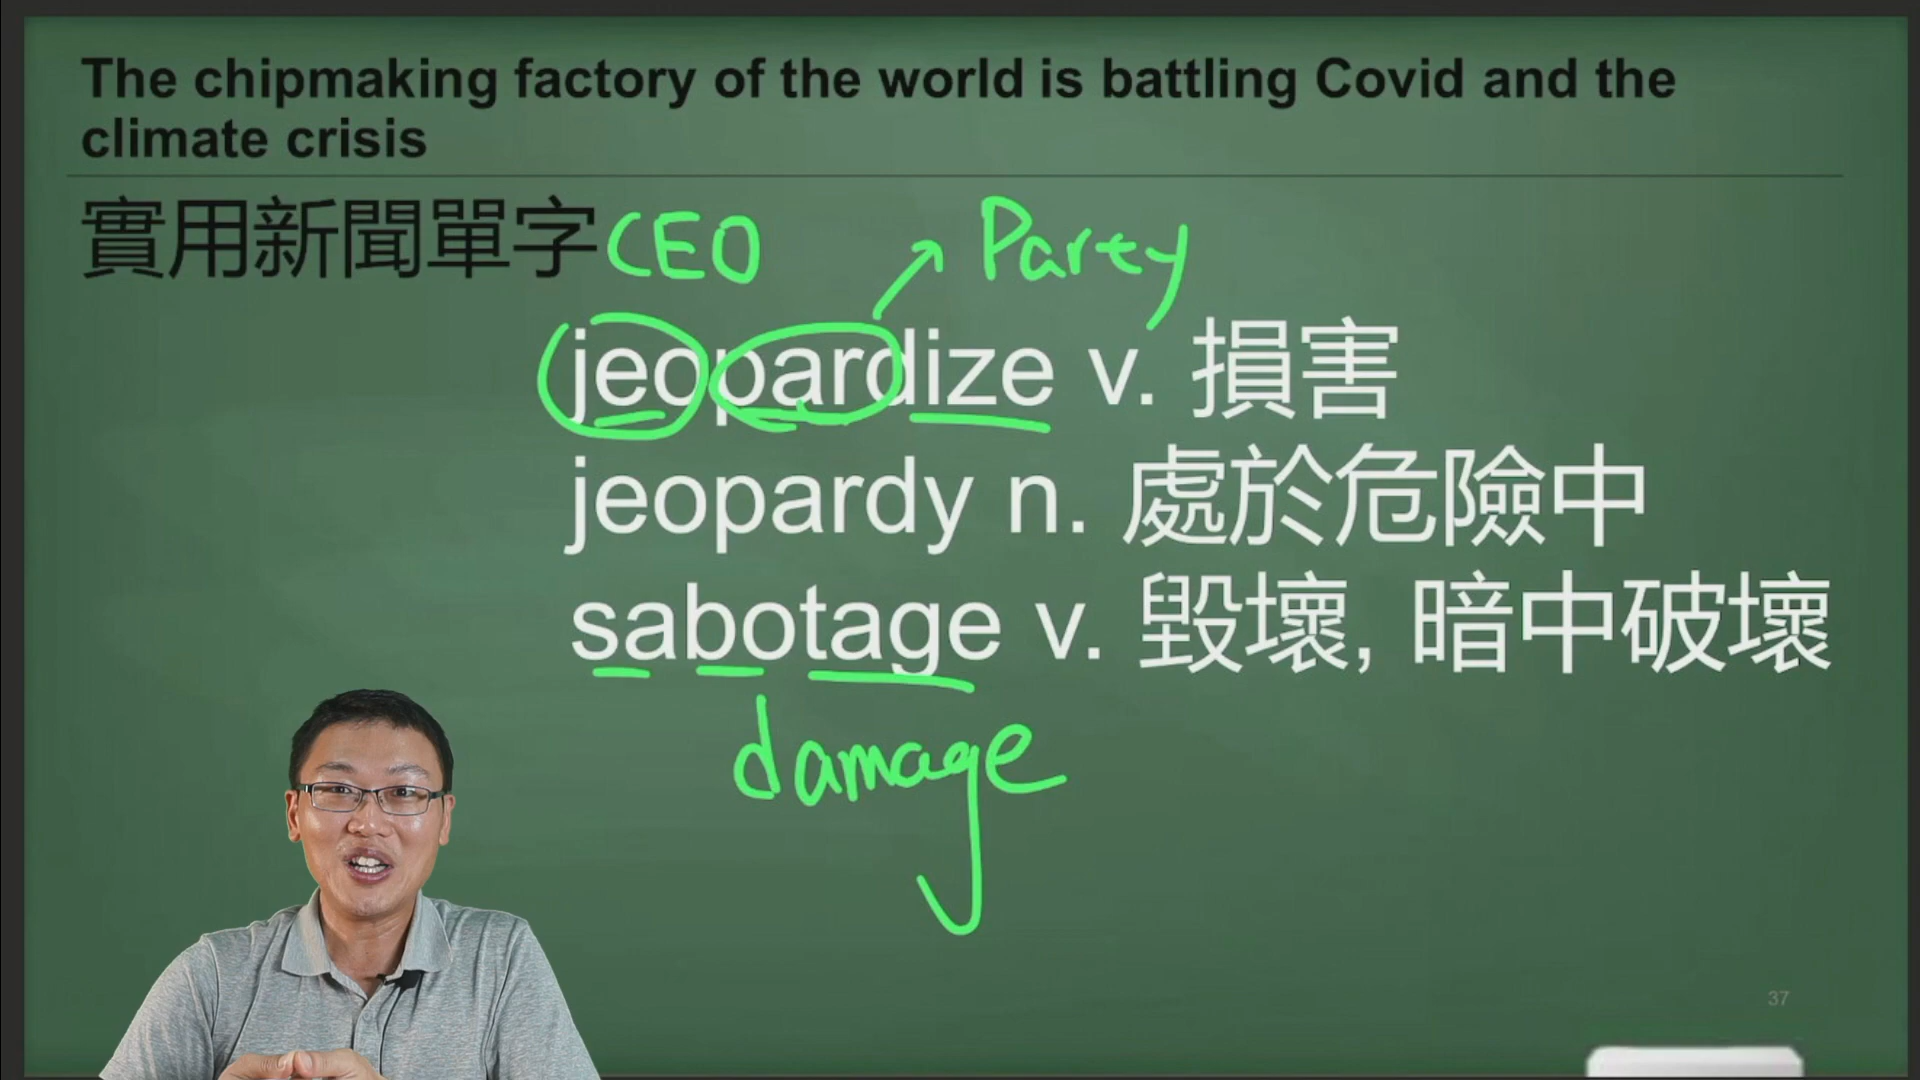 The chipmaking factory of the world is battling Covid and the
climate crisis
實用新聞單字
CEO
Party
jeopardize v. 損害
jeopardy n. 處於危險中
sabotage v. 毀壞, 暗中破壞
damage
37